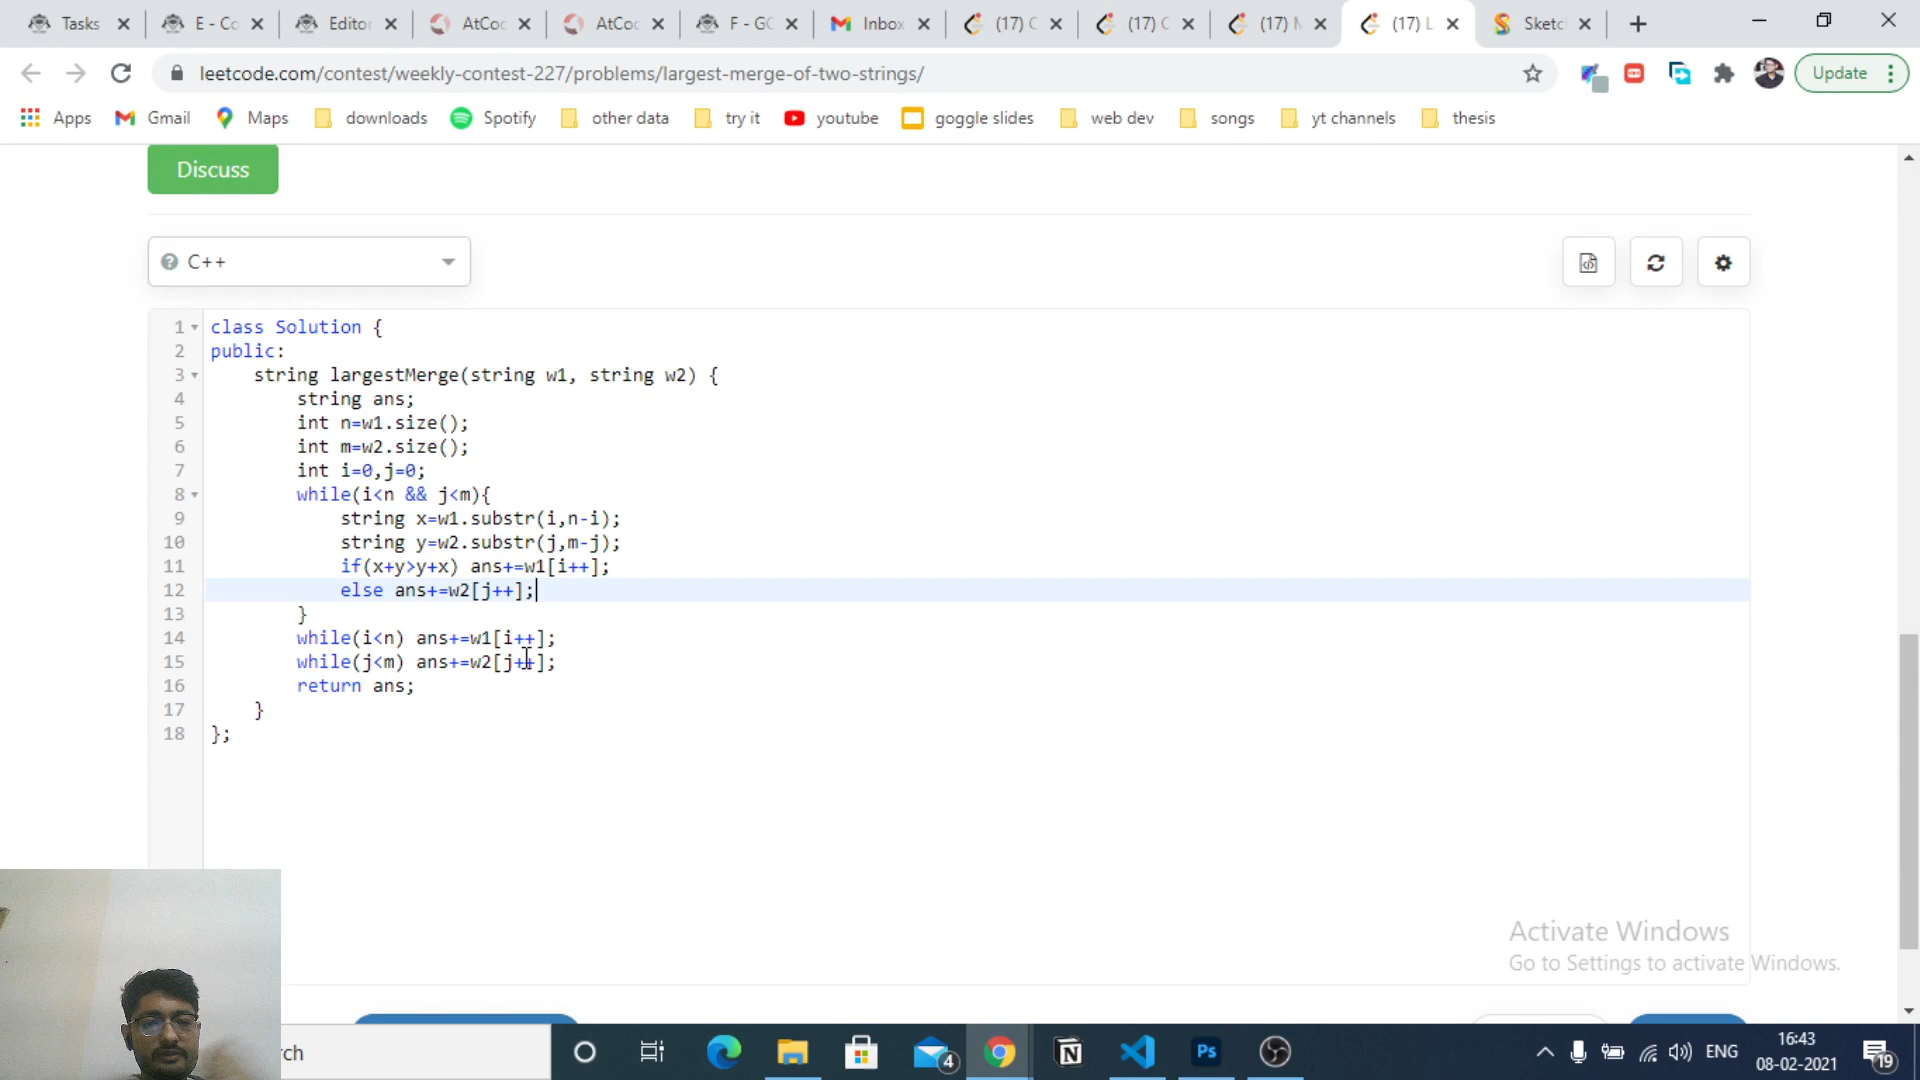 Tasks
E - Co
Editor
AtCoc
AtCoc
F - GC
Inbox
(17) C
(17) C
(17) M
(17) L
Sketc
leetcode.com/contest/weekly-contest-227/problems/largest-merge-of-two-strings/
Update
Apps
Gmail
Maps
downloads
Spotify
other data
try it
youtube
goggle slides
web dev
songs
yt channels
thesis
Discuss
C++
1 class Solution {
2 public:
3 string largestMerge(string w1, string w2) {
4 string ans;
5 int n=w1.size();
6 int m=w2.size();
7 int i=0,j=0;
8 while(i<n && j<m){
9 string x=w1.substr(i,n-i);
10 string y=w2.substr(j,m-j);
11 if(x+y>y+x) ans+=w1[i++];
12 else ans+=w2[j++];
13 }
14 while(i<n) ans+=w1[i++];
15 while(j<m) ans+=w2[j++];
16 return ans;
17 }
18 };
Activate Windows
Go to Settings to activate Windows.
rch
4
N
Ps
ENG
16:43
08-02-2021
19